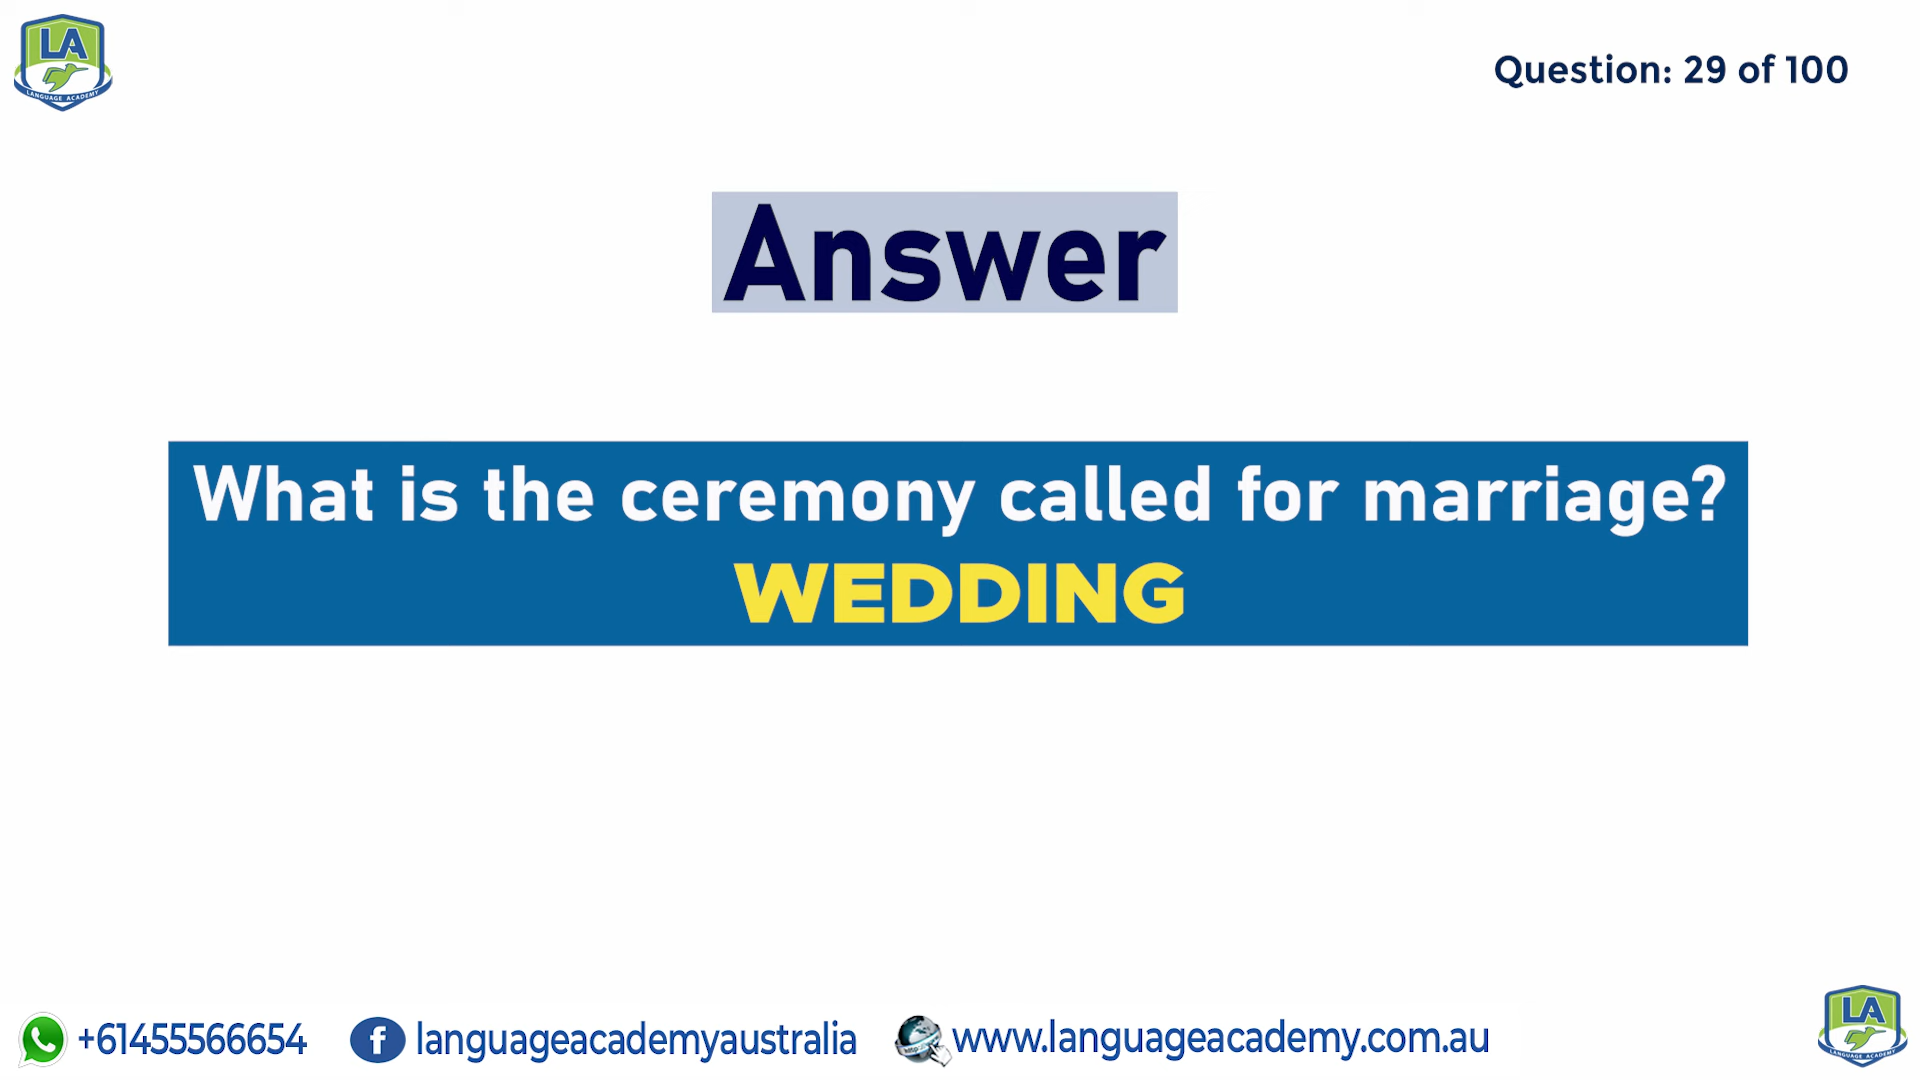 LA
LANGUAGE ACADEMY
Question: 29 of 100
Answer
What is the ceremony called for marriage?
WEDDING
+61455566654
f
languageacademyaustralia
http:
www.languageacademy.com.au
LA
LANGUAGE ACADEMY